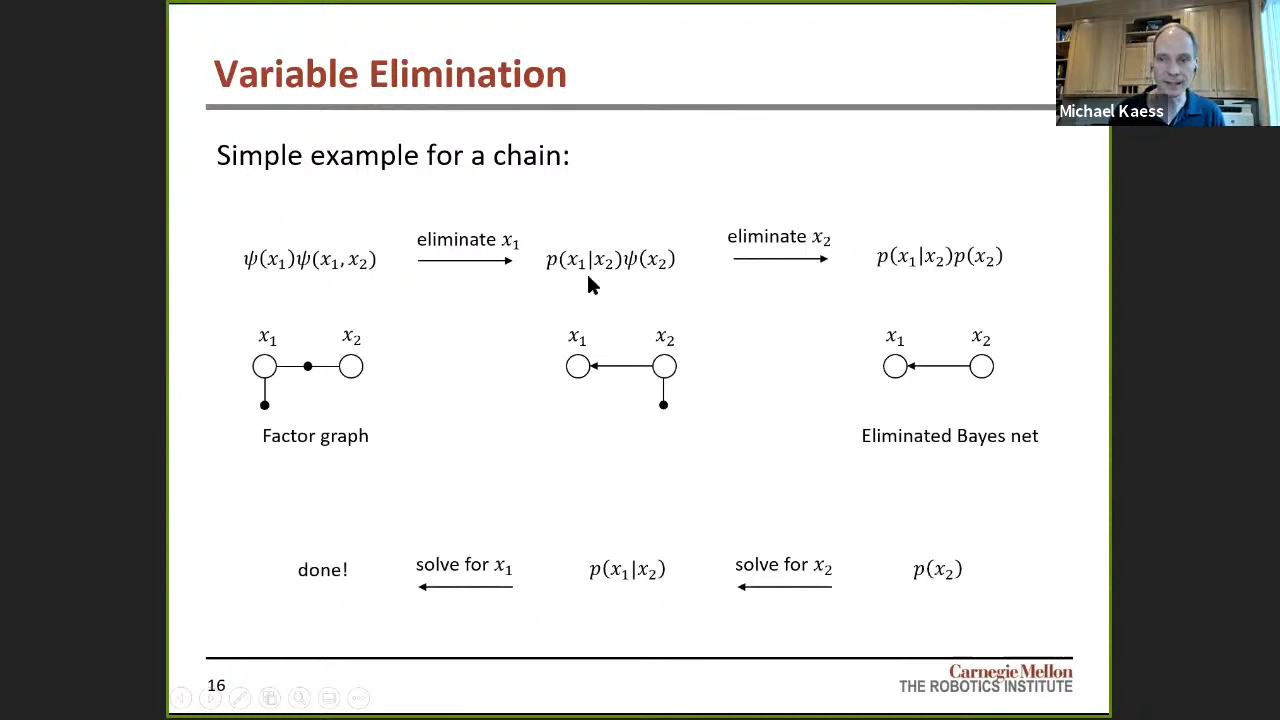 Variable Elimination
Michael Kaess
Simple example for a chain:
ψ(x₁)ψ(x₁, x₂)
eliminate x₁
p(x₁|x₂)ψ(x₂)
eliminate x₂
p(x₁|x₂)p(x₂)
x₁ x₂
x₁ x₂
x₁ x₂
Factor graph
Eliminated Bayes net
done!
solve for x₁
p(x₁|x₂)
solve for x₂
p(x₂)
16
Carnegie Mellon
THE ROBOTICS INSTITUTE